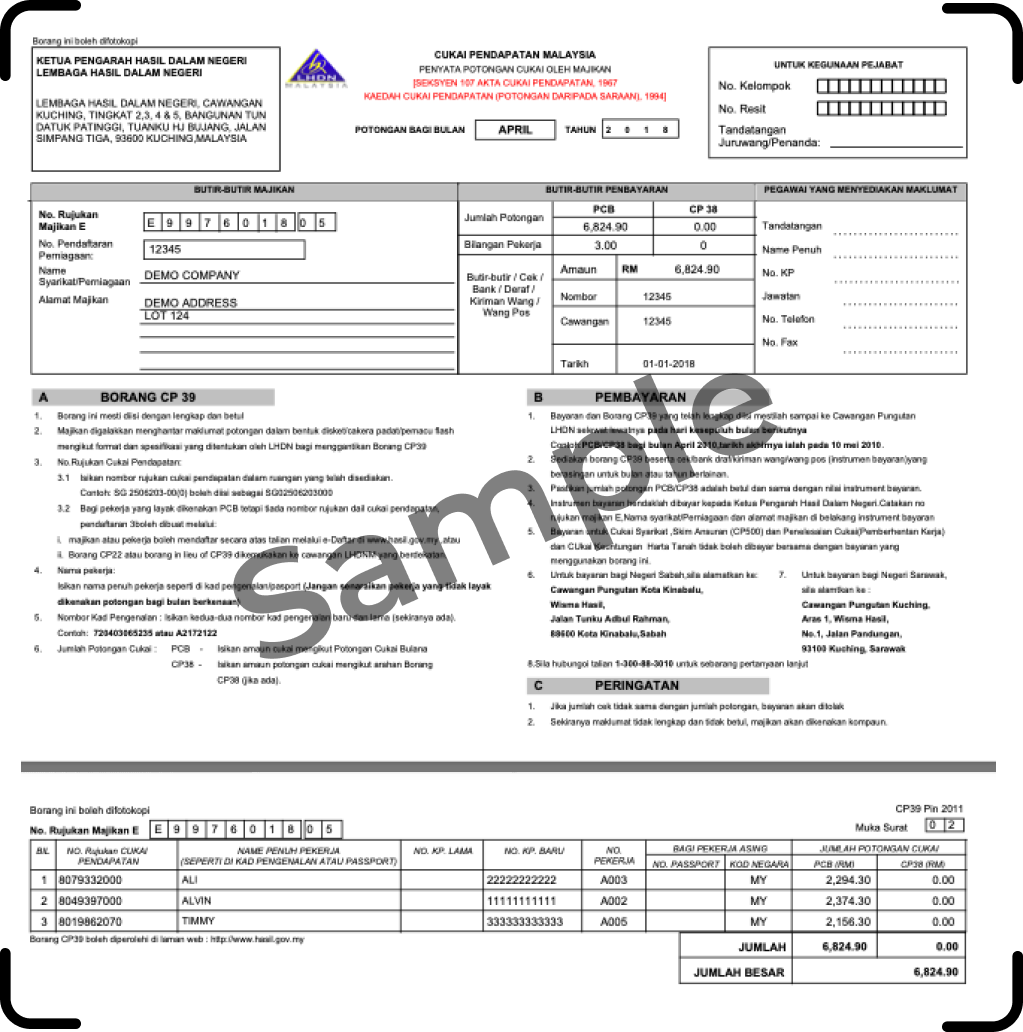 Borang ini boleh difotokopi
KETUA PENGARAH HASIL DALAM NEGERI
LEMBAGA HASIL DALAM NEGERI
LEMBAGA HASIL DALAM NEGERI, CAWANGAN
KUCHING, TINGKAT 2,3, 4 & 5, BANGUNAN TUN
DATUK PATINGGI, TUANKU HJ BUJANG, JALAN
SIMPANG TIGA, 93600 KUCHING,MALAYSIA
LHDN
MALAYSIA
CUKAI PENDAPATAN MALAYSIA
PENYATA POTONGAN CUKAI OLEH MAJIKAN
[SEKSYEN 107 AKTA CUKAI PENDAPATAN, 1967
KAEDAH CUKAI PENDAPATAN (POTONGAN DARIPADA SARAAN), 1994]
POTONGAN BAGI BULAN APRIL TAHUN 2 0 1 8
UNTUK KEGUNAAN PEJABAT
No. Kelompok
No. Resit
Tandatangan
Juruwang/Penanda:
BUTIR-BUTIR MAJIKAN
No. Rujukan
Majikan E
E 9 9 7 6 0 1 8 0 5
No. Pendaftaran
Perniagaan:
12345
Name
Syarikat/Perniagaan
DEMO COMPANY
Alamat Majikan
DEMO ADDRESS
LOT 124
BUTIR-BUTIR PENBAYARAN
PCB CP 38
Jumlah Potongan 6,824.90 0.00
Bilangan Pekerja 3.00 0
Butir-butir / Cek /
Bank / Deraf /
Kiriman Wang /
Wang Pos
Amaun RM 6,824.90
Nombor 12345
Cawangan 12345
Tarikh 01-01-2018
PEGAWAI YANG MENYEDIAKAN MAKLUMAT
Tandatangan
Name Penuh
No. KP
Jawatan
No. Telefon
No. Fax
A BORANG CP 39
1. Borang ini mesti diisi dengan lengkap dan betul
2. Majikan digalakkan menghantar maklumat potongan dalam bentuk disket/cakera padat/pemacu flash
mengikut format dan spesifikasi yang ditentukan oleh LHDN bagi menggantikan Borang CP39
3. No.Rujukan Cukai Pendapatan:
3.1 Isikan nombor rujukan cukai pendapatan dalam ruangan yang telah disediakan.
Contoh: SG 2506203-00(0) boleh diisi sebagai SG02506203000
3.2 Bagi pekerja yang layak dikenakan PCB tetapi tiada nombor rujukan dail cukai pendapatan,
pendaftaran 3boleh dibuat melalui:
i. majikan atau pekerja boleh mendaftar secara atas talian melalui e-Daftar di www.hasil.gov.my, atau
ii. Borang CP22 atau borang in lieu of CP39 dikemukakan ke cawangan LHDNM yang berdekatan
4. Nama pekerja:
Isikan nama penuh pekerja seperti di kad pengenalan/pasport (Jangan senaraikan pekerja yang tidak layak
dikenakan potongan bagi bulan berkenaan)
5. Nombor Kad Pengenalan : Isikan kedua-dua nombor kad pengenalan baru dan lama (sekiranya ada).
Contoh: 720403065235 atau A2172122
6. Jumlah Potongan Cukai : PCB - Isikan amaun cukai mengikut Potongan Cukai Bulana
CP38 - Isikan amaun potongan cukai mengikut arahan Borang
CP38 (jika ada).
B PEMBAYARAN
1. Bayaran dan Borang CP39 yang telah lengkap diisi mestilah sampai ke Cawangan Pungutan
LHDN selewat lewatnya pada hari kesepuluh bulan berikutnya
Contoh:PCB/CP38 bagi bulan April 2010,tarikh akhirnya ialah pada 10 mei 2010.
2. Sediakan borang CP39 beserta cek/bank draf/kiriman wang/wang pos (instrumen bayaran)yang
berasingan untuk bulan atau tahun berlainan.
3. Pastikan jumlah potongan PCB/CP38 adalah betul dan sama dengan nilai instrument bayaran.
4. Instrumen bayaran hendaklah dibayar kepada Ketua Pengarah Hasil Dalam Negeri.Catakan no
rujukan majikan E,Nama syarikat/Perniagaan dan alamat majikan di belakang instrument bayaran
5. Bayaran untuk Cukai Syarikat ,Skim Ansuran (CP500) dan Penelesaian Cukai(Pemberhentan Kerja)
dan CUkai Keuntungan Harta Tanah tidak boleh dibayar bersama dengan bayaran yang
menggunakan borang ini.
6. Untuk bayaran bagi Negeri Sabah,sila alamatkan ke:
Cawangan Pungutan Kota Kinabalu,
Wisma Hasil,
Jalan Tunku Adbul Rahman,
88600 Kota Kinabalu,Sabah
7. Untuk bayaran bagi Negeri Sarawak,
sila alamtkan ke :
Cawangan Pungutan Kuching,
Aras 1, Wisma Hasil,
No.1, Jalan Pandungan,
93100 Kuching, Sarawak
8.Sila hubungoi talian 1-300-88-3010 untuk sebarang pertanyaan lanjut
C PERINGATAN
1. Jika jumlah cek tidak sama dengan jumlah potongan, bayaran akan ditolak
2. Sekiranya maklumat tidak lengkap dan tidak betul, majikan akan dikenakan kompaun.
Sample
Borang ini boleh difotokopi
CP39 Pin 2011
No. Rujukan Majikan E E 9 9 7 6 0 1 8 0 5
Muka Surat 0 2
BIL NO. Rujukan CUKAI PENDAPATAN NAME PENUH PEKERJA (SEPERTI DI KAD PENGENALAN ATAU PASSPORT) NO. KP. LAMA NO. KP. BARU NO. PEKERJA BAGI PEKERJA ASING JUMLAH POTONGAN CUKAI
NO. PASSPORT KOD NEGARA PCB (RM) CP38 (RM)
1 8079332000 ALI 22222222222 A003 MY 2,294.30 0.00
2 8049397000 ALVIN 11111111111 A002 MY 2,374.30 0.00
3 8019862070 TIMMY 333333333333 A005 MY 2,156.30 0.00
Borang CP39 boleh diperolehi di laman web : http://www.hasil.gov.my
JUMLAH 6,824.90 0.00
JUMLAH BESAR 6,824.90